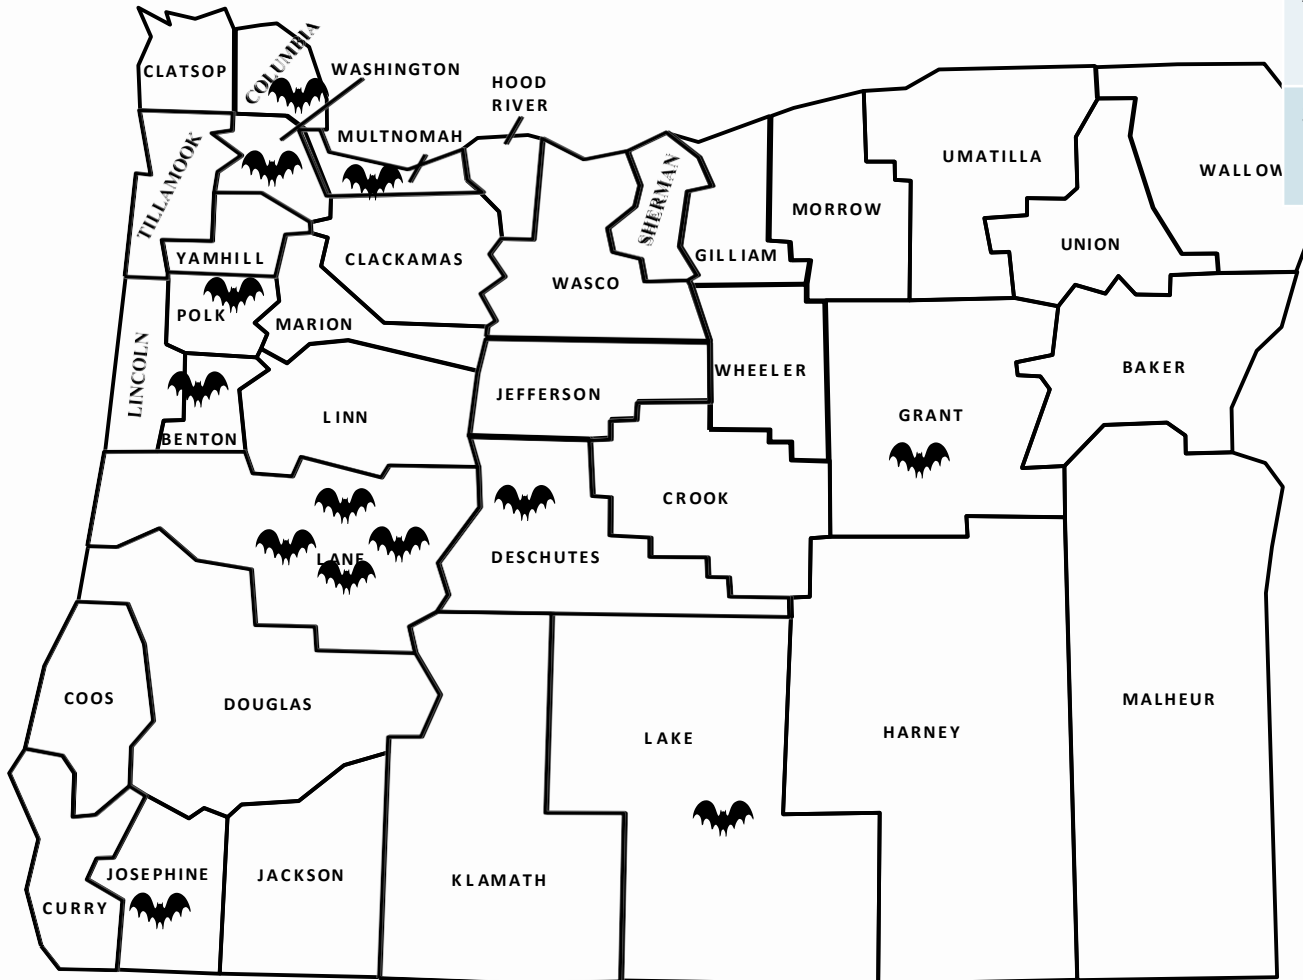 CLATSOP
COLUMBIA
WASHINGTON
HOOD
RIVER
MULTNOMAH
TILLAMOOK
SHERMAN
UMATILLA
WALLOW
MORROW
UNION
YAMHILL
CLACKAMAS
GILLIAM
WASCO
POLK
MARION
LINCOLN
JEFFERSON
WHEELER
BAKER
LINN
GRANT
BENTON
CROOK
LANE
DESCHUTES
COOS
DOUGLAS
MALHEUR
LAKE
HARNEY
JOSEPHINE
JACKSON
KLAMATH
CURRY